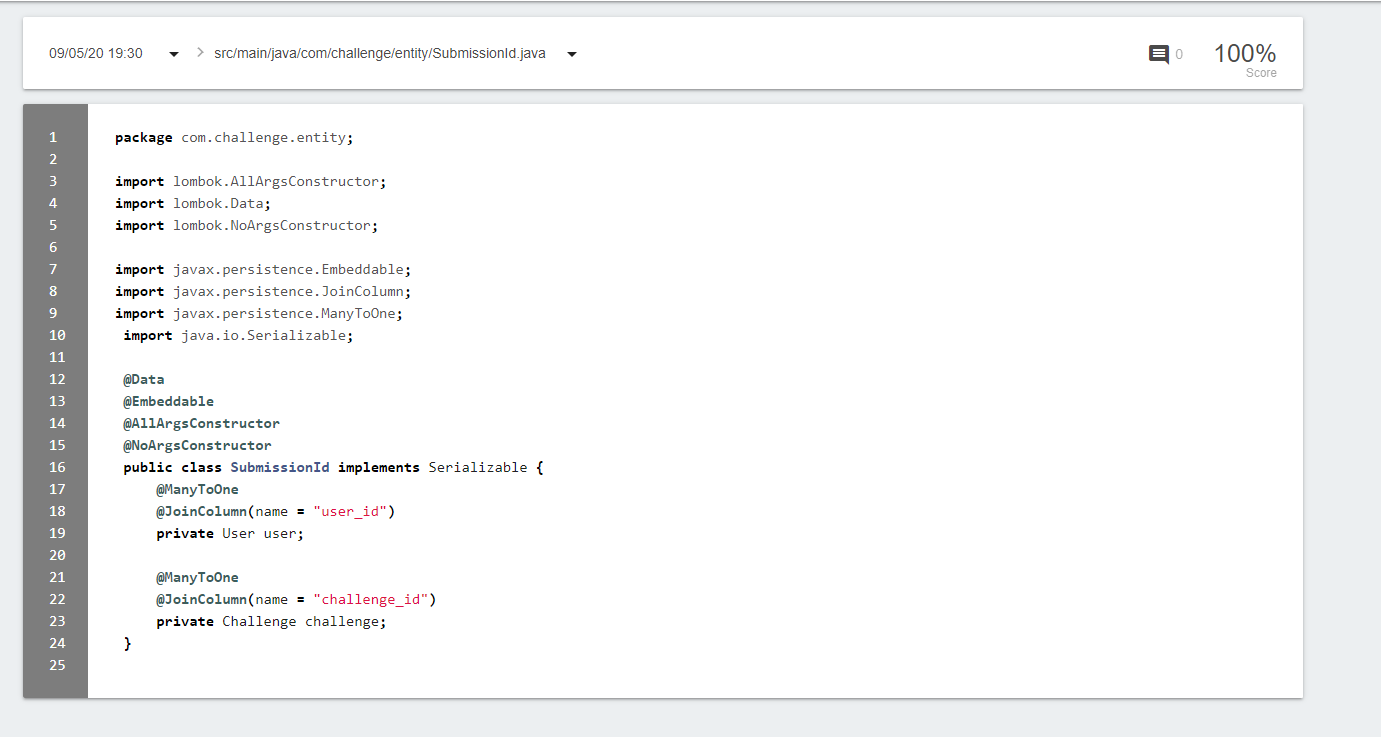 09/05/20 19:30 > src/main/java/com/challenge/entity/SubmissionId.java 0 100%
Score
1 package com.challenge.entity;
2
3 import lombok.AllArgsConstructor;
4 import lombok.Data;
5 import lombok.NoArgsConstructor;
6
7 import javax.persistence.Embeddable;
8 import javax.persistence.JoinColumn;
9 import javax.persistence.ManyToOne;
10 import java.io.Serializable;
11
12 @Data
13 @Embeddable
14 @AllArgsConstructor
15 @NoArgsConstructor
16 public class SubmissionId implements Serializable {
17 @ManyToOne
18 @JoinColumn(name = "user_id")
19 private User user;
20
21 @ManyToOne
22 @JoinColumn(name = "challenge_id")
23 private Challenge challenge;
24 }
25